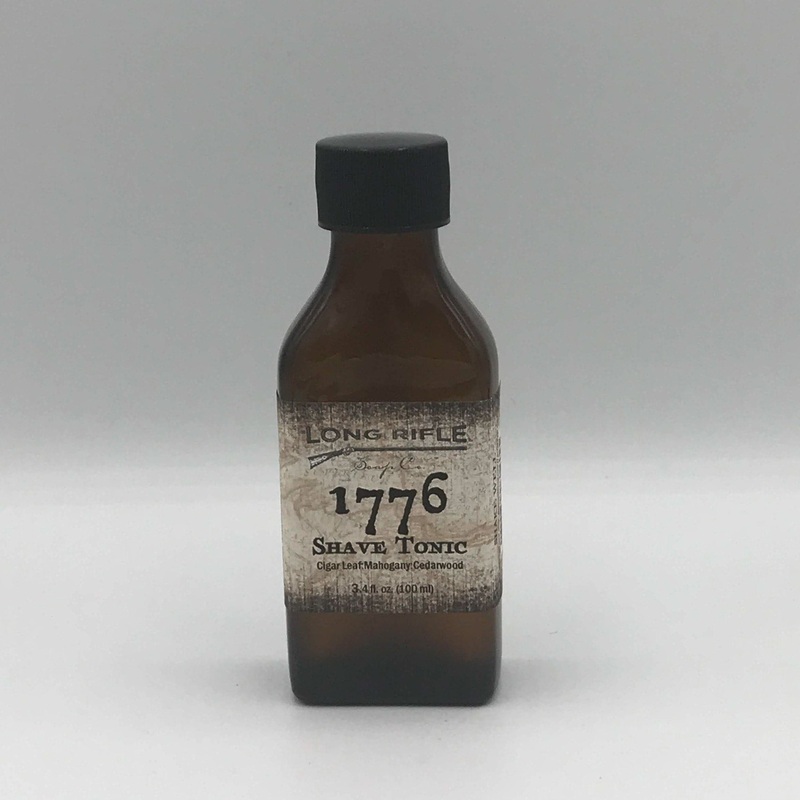 LONG RIFLE
Soap Co.
1776
SHAVE TONIC
Cigar Leaf:Mahogany:Cedarwood
3.4 fl. oz. (100 ml)